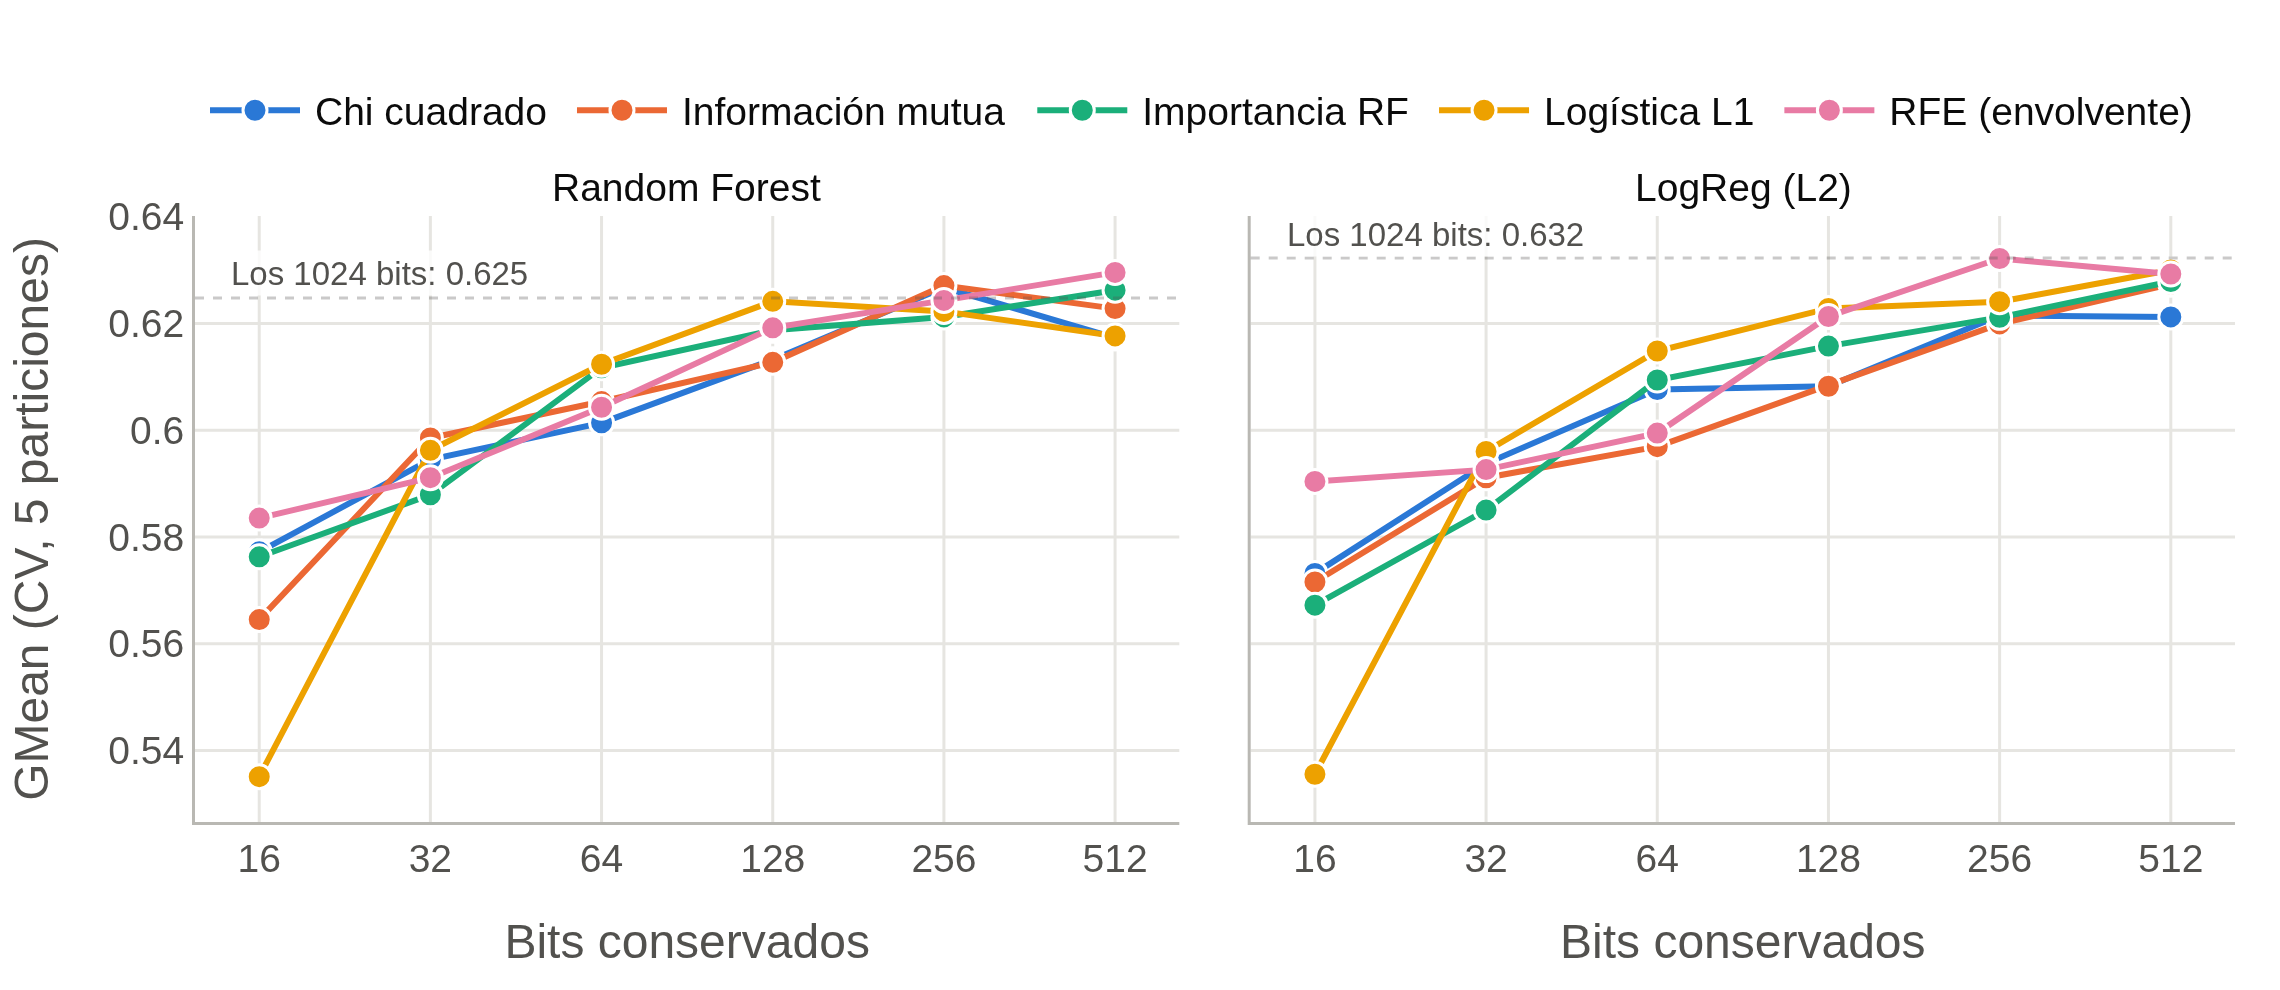 Chi cuadrado Información mutua Importancia RF Logística L1 RFE (envolvente)
Random Forest
LogReg (L2)
GMean (CV, 5 particiones)
0.64
0.62
0.6
0.58
0.56
0.54
Los 1024 bits: 0.625
Los 1024 bits: 0.632
16 32 64 128 256 512
16 32 64 128 256 512
Bits conservados
Bits conservados